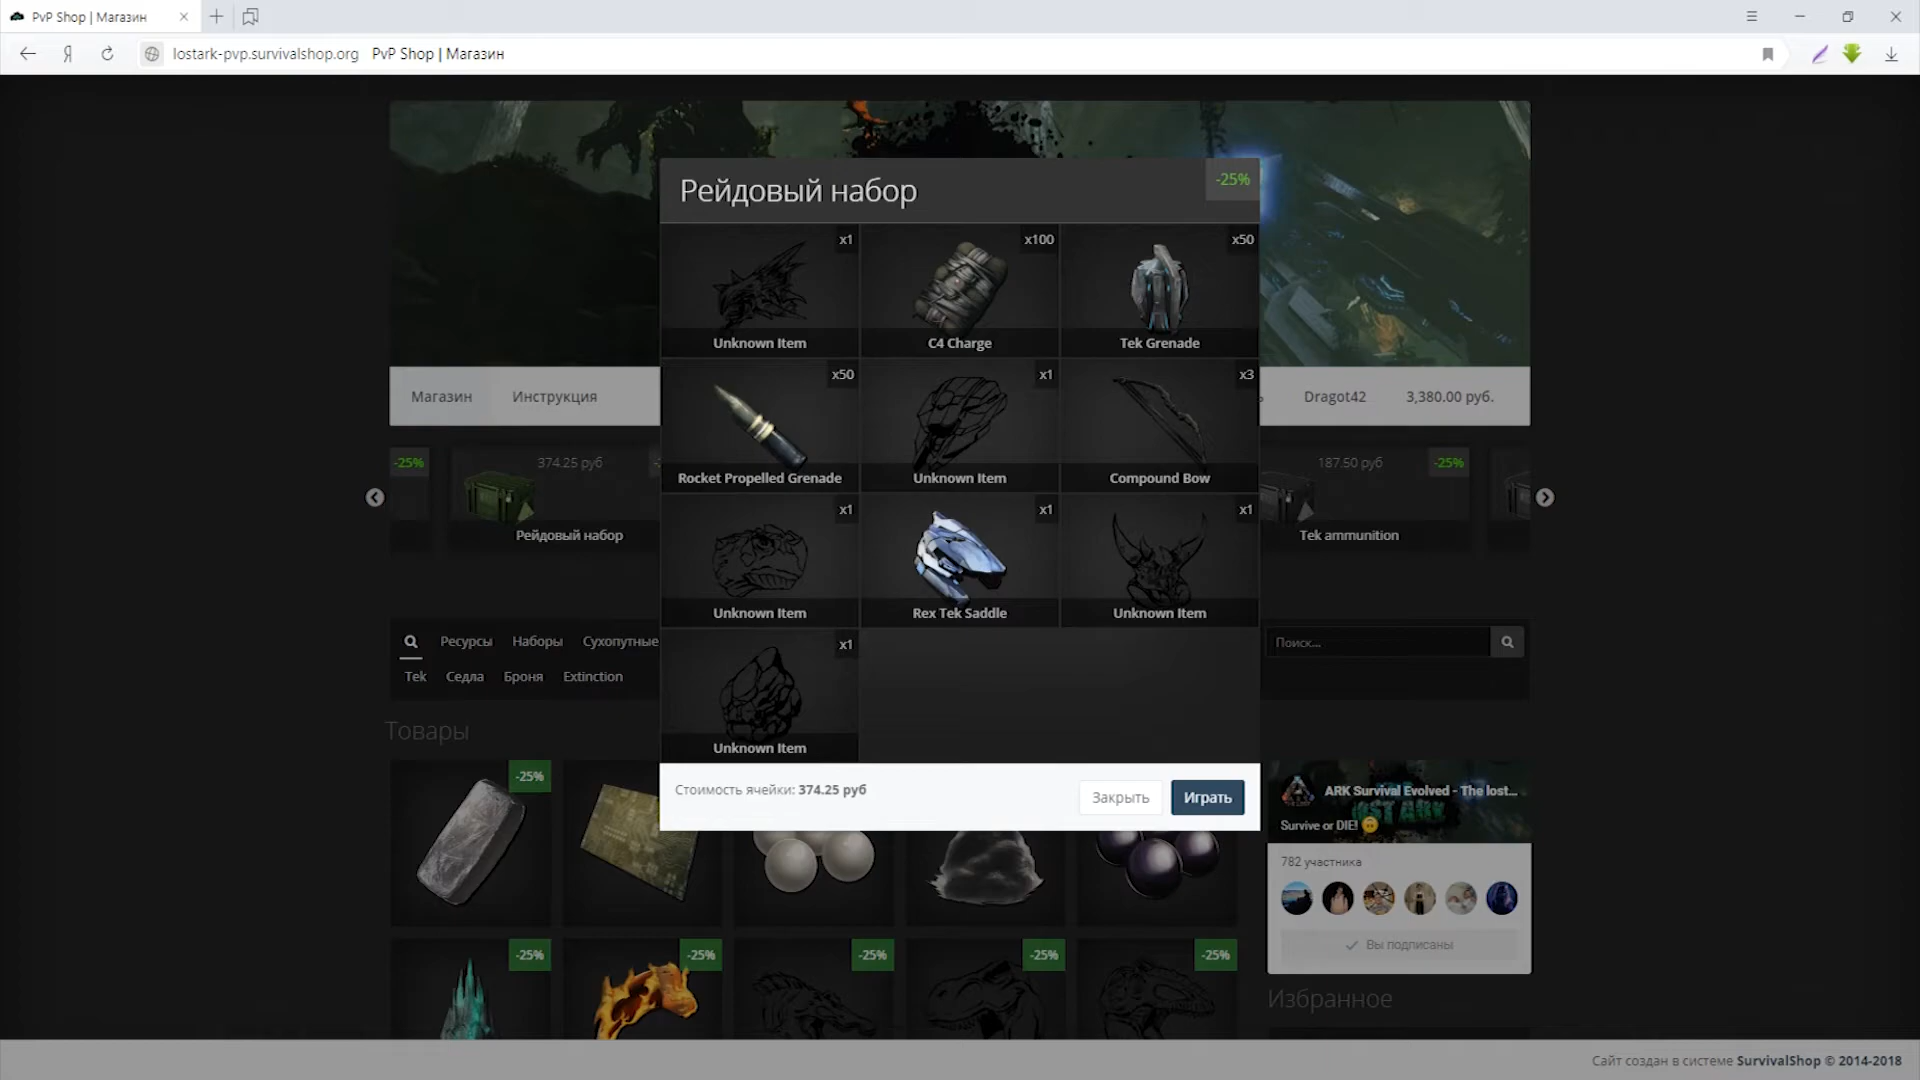 PvP Shop | Магазин
lostark-pvp.survivalshop.org PvP Shop | Магазин
Рейдовый набор
-25%
x1
x100
x50
Unknown Item
C4 Charge
Tek Grenade
x50
x1
x3
Rocket Propelled Grenade
Unknown Item
Compound Bow
x1
x1
x1
Unknown Item
Rex Tek Saddle
Unknown Item
x1
Unknown Item
Стоимость ячейки: 374.25 руб
Закрыть
Играть
Магазин
Инструкция
Dragot42
3,380.00 руб.
-25%
374.25 руб
Рейдовый набор
187.50 руб
-25%
Tek ammunition
Ресурсы
Наборы
Сухопутные
Поиск...
Tek
Седла
Броня
Extinction
Товары
-25%
ARK Survival Evolved - The lost...
Survive or DIE!
782 участника
Вы подписаны
-25%
-25%
-25%
-25%
-25%
Избранное
Сайт создан в системе SurvivalShop © 2014-2018